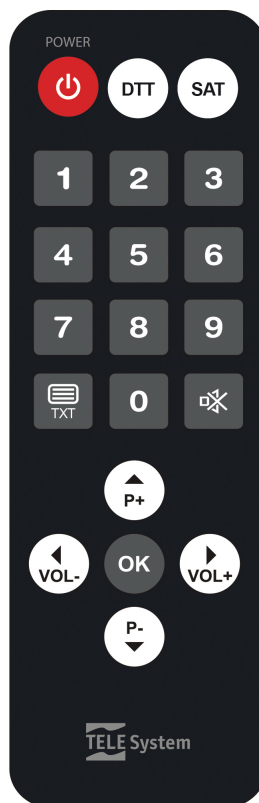 POWER
DTT SAT
1 2 3
4 5 6
7 8 9
TXT 0
P+
VOL- OK VOL+
P-
TELE System